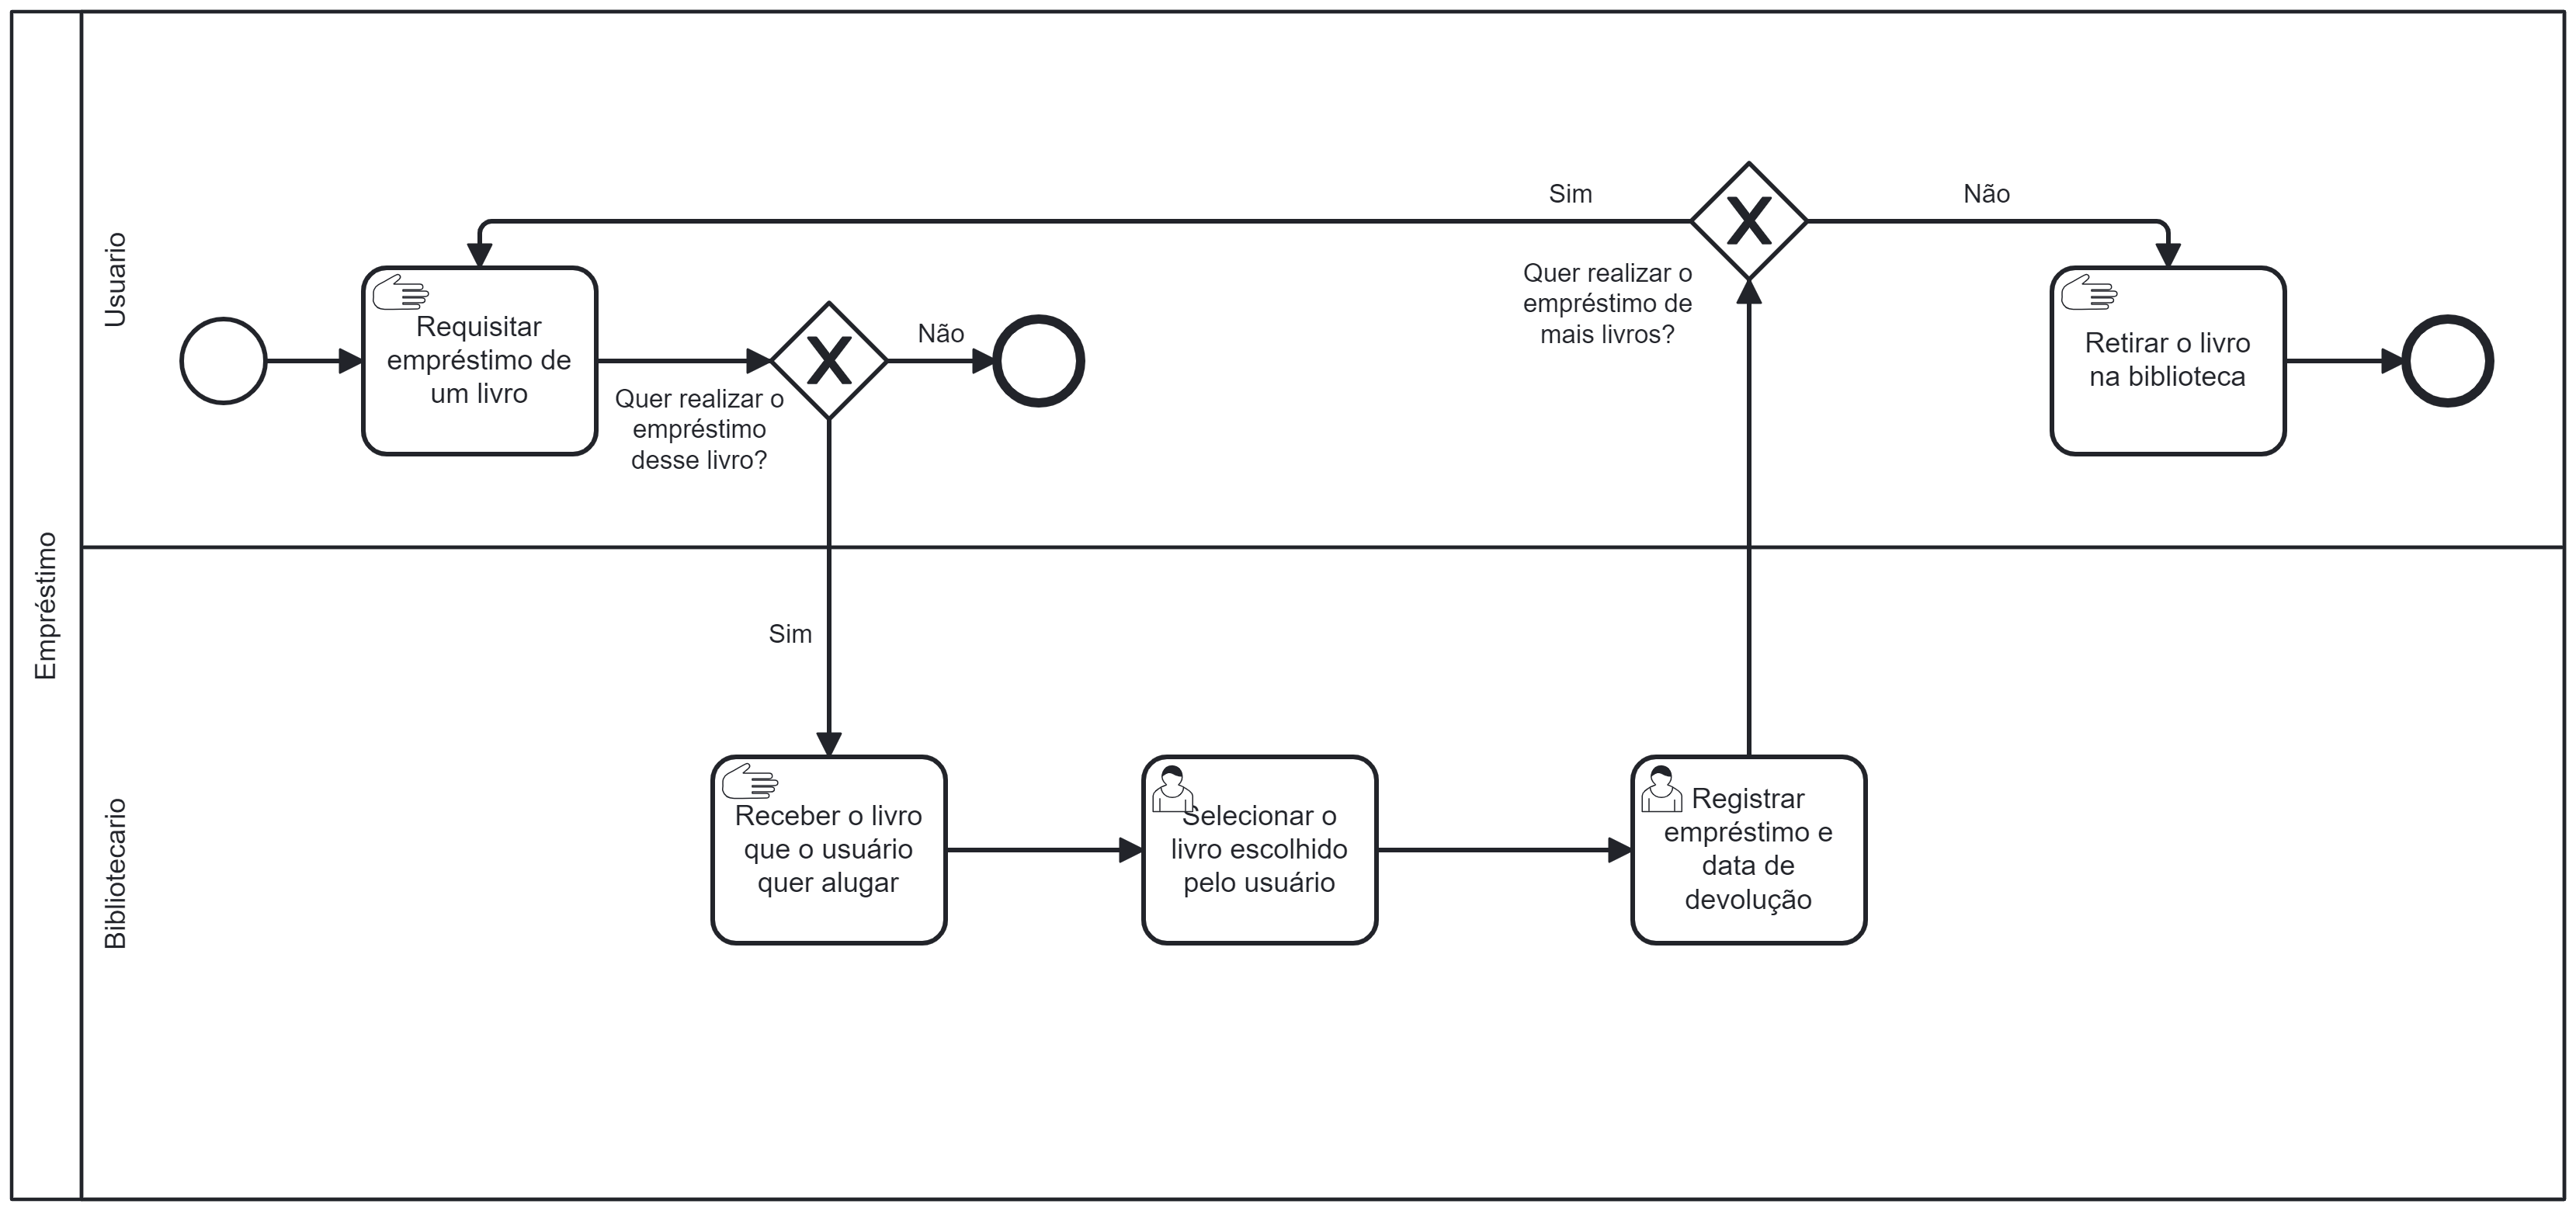 Empréstimo
Usuario
Requisitar
empréstimo de
um livro
Quer realizar o
empréstimo
desse livro?
Não
Sim
Quer realizar o
empréstimo de
mais livros?
Sim
Não
Retirar o livro
na biblioteca
Bibliotecario
Receber o livro
que o usuário
quer alugar
Selecionar o
livro escolhido
pelo usuário
Registrar
empréstimo e
data de
devolução